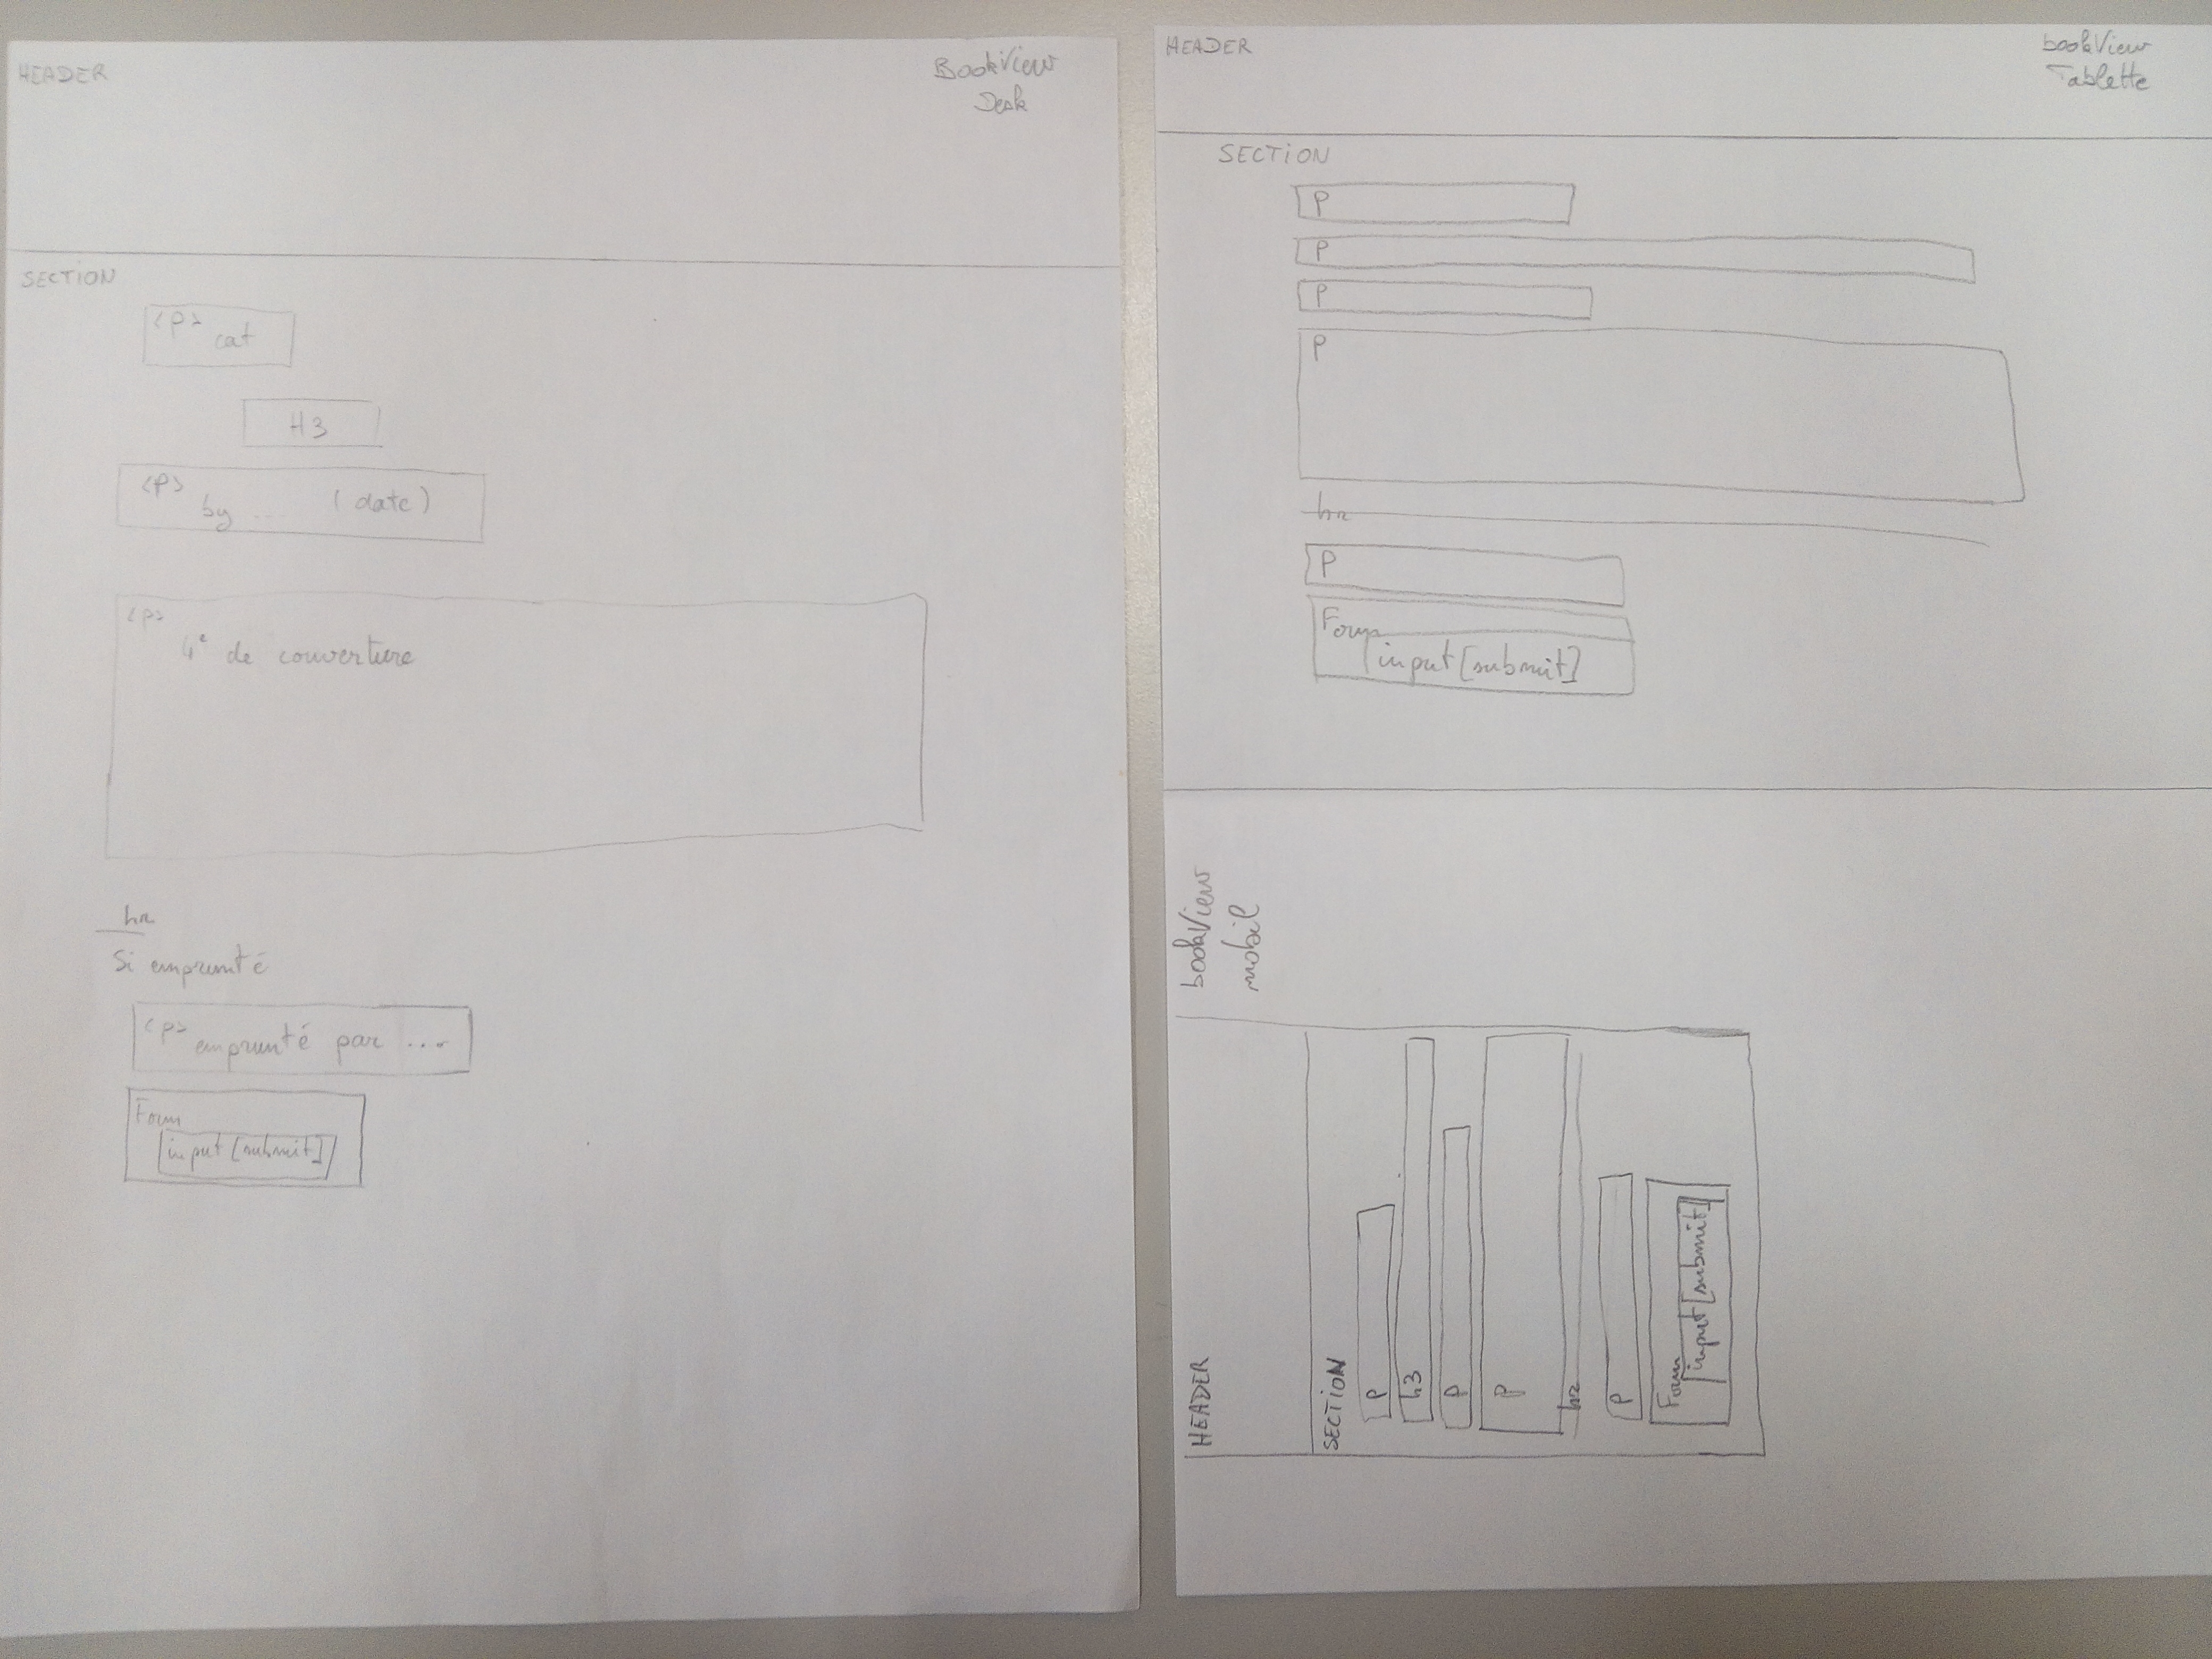 HEADER
BookView
Desk
SECTION
<p>
cat
H3
<p>
by ... (date)
<p>
4e de couverture
hr
Si emprunté
<p>
emprunté par ...
Form
input [submit]
HEADER
bookView
Tablette
SECTION
P
P
P
P
hr
P
Form
input [submit]
bookView
mobil
HEADER
SECTION
P
h3
P
P
hr
P
Form
input [submit]